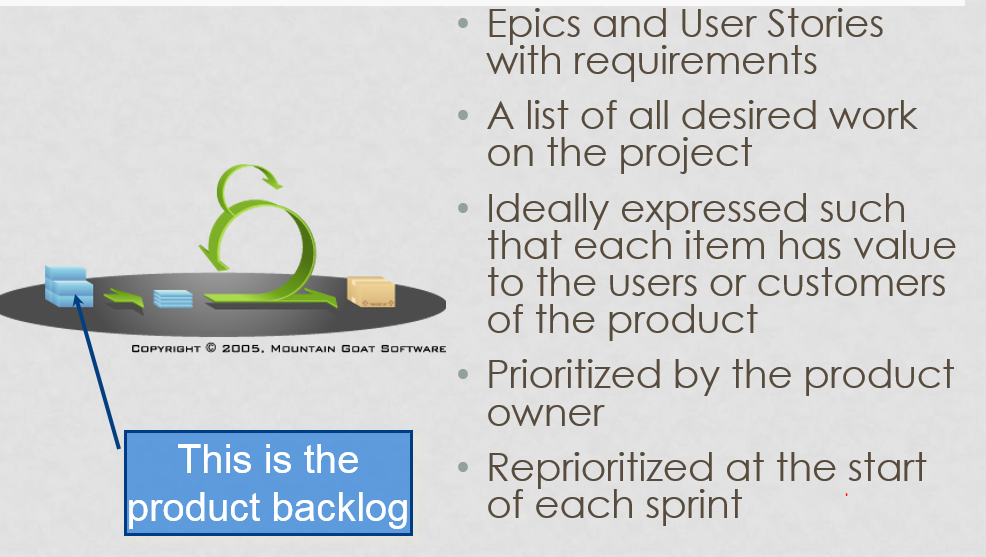 • Epics and User Stories
with requirements
• A list of all desired work
on the project
• Ideally expressed such
that each item has value
to the users or customers
of the product
• Prioritized by the product
owner
• Reprioritized at the start
of each sprint
COPYRIGHT © 2005, MOUNTAIN GOAT SOFTWARE
This is the
product backlog